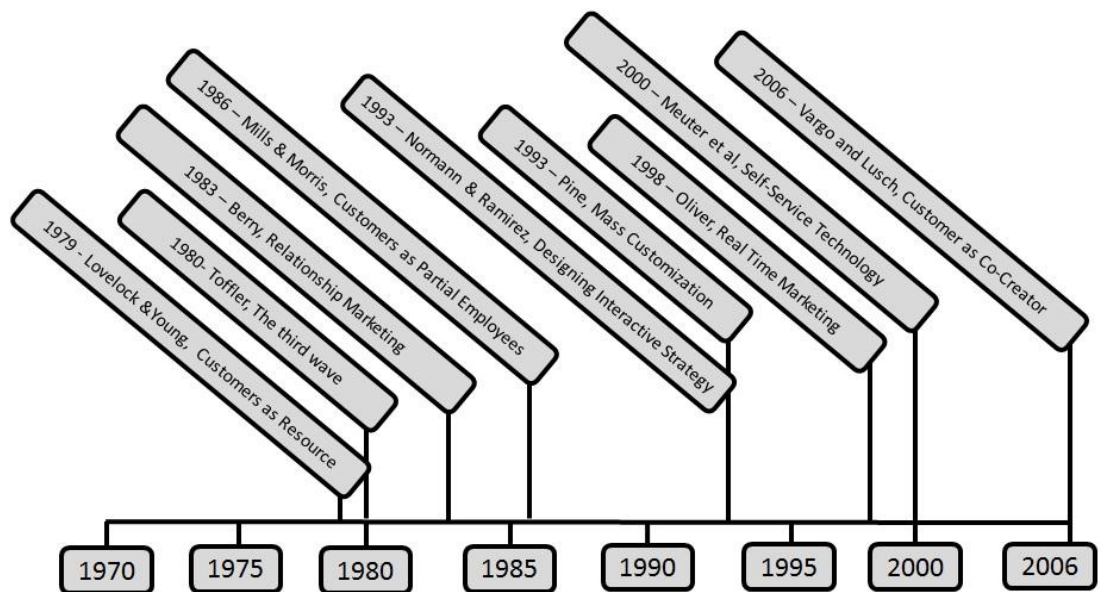 1979 - Lovelock &Young, Customers as Resource
1980- Toffler, The third wave
1983 – Berry, Relationship Marketing
1986 – Mills & Morris, Customers as Partial Employees
1993 – Normann & Ramirez, Designing Interactive Strategy
1993 – Pine, Mass Customization
1998 – Oliver, Real Time Marketing
2000 – Meuter et al, Self-Service Technology
2006 – Vargo and Lusch, Customer as Co-Creator
1970
1975
1980
1985
1990
1995
2000
2006